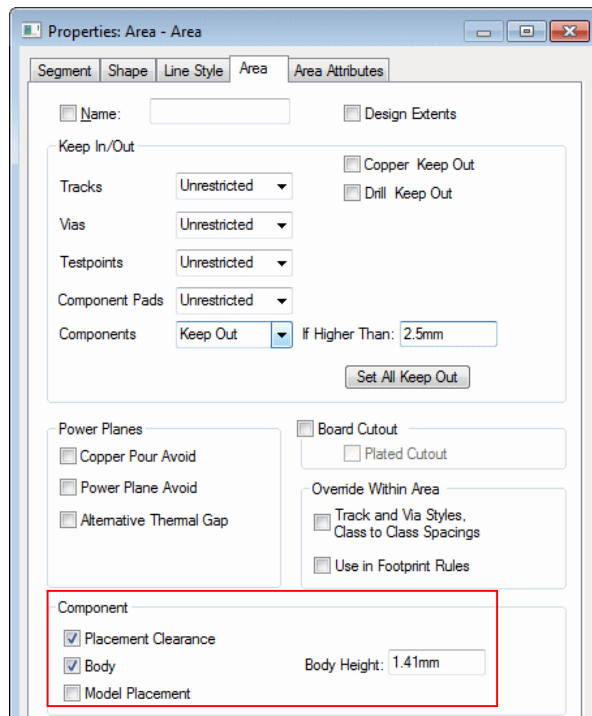 Properties: Area - Area
Segment Shape Line Style Area Area Attributes
Name: Design Extents
Keep In/Out
Copper Keep Out
Tracks Unrestricted
Drill Keep Out
Vias Unrestricted
Testpoints Unrestricted
Component Pads Unrestricted
Components Keep Out If Higher Than: 2.5mm
Set All Keep Out
Power Planes
Board Cutout
Copper Pour Avoid
Plated Cutout
Power Plane Avoid
Override Within Area
Alternative Thermal Gap
Track and Via Styles,
Class to Class Spacings
Use in Footprint Rules
Component
Placement Clearance
Body Body Height: 1.41mm
Model Placement